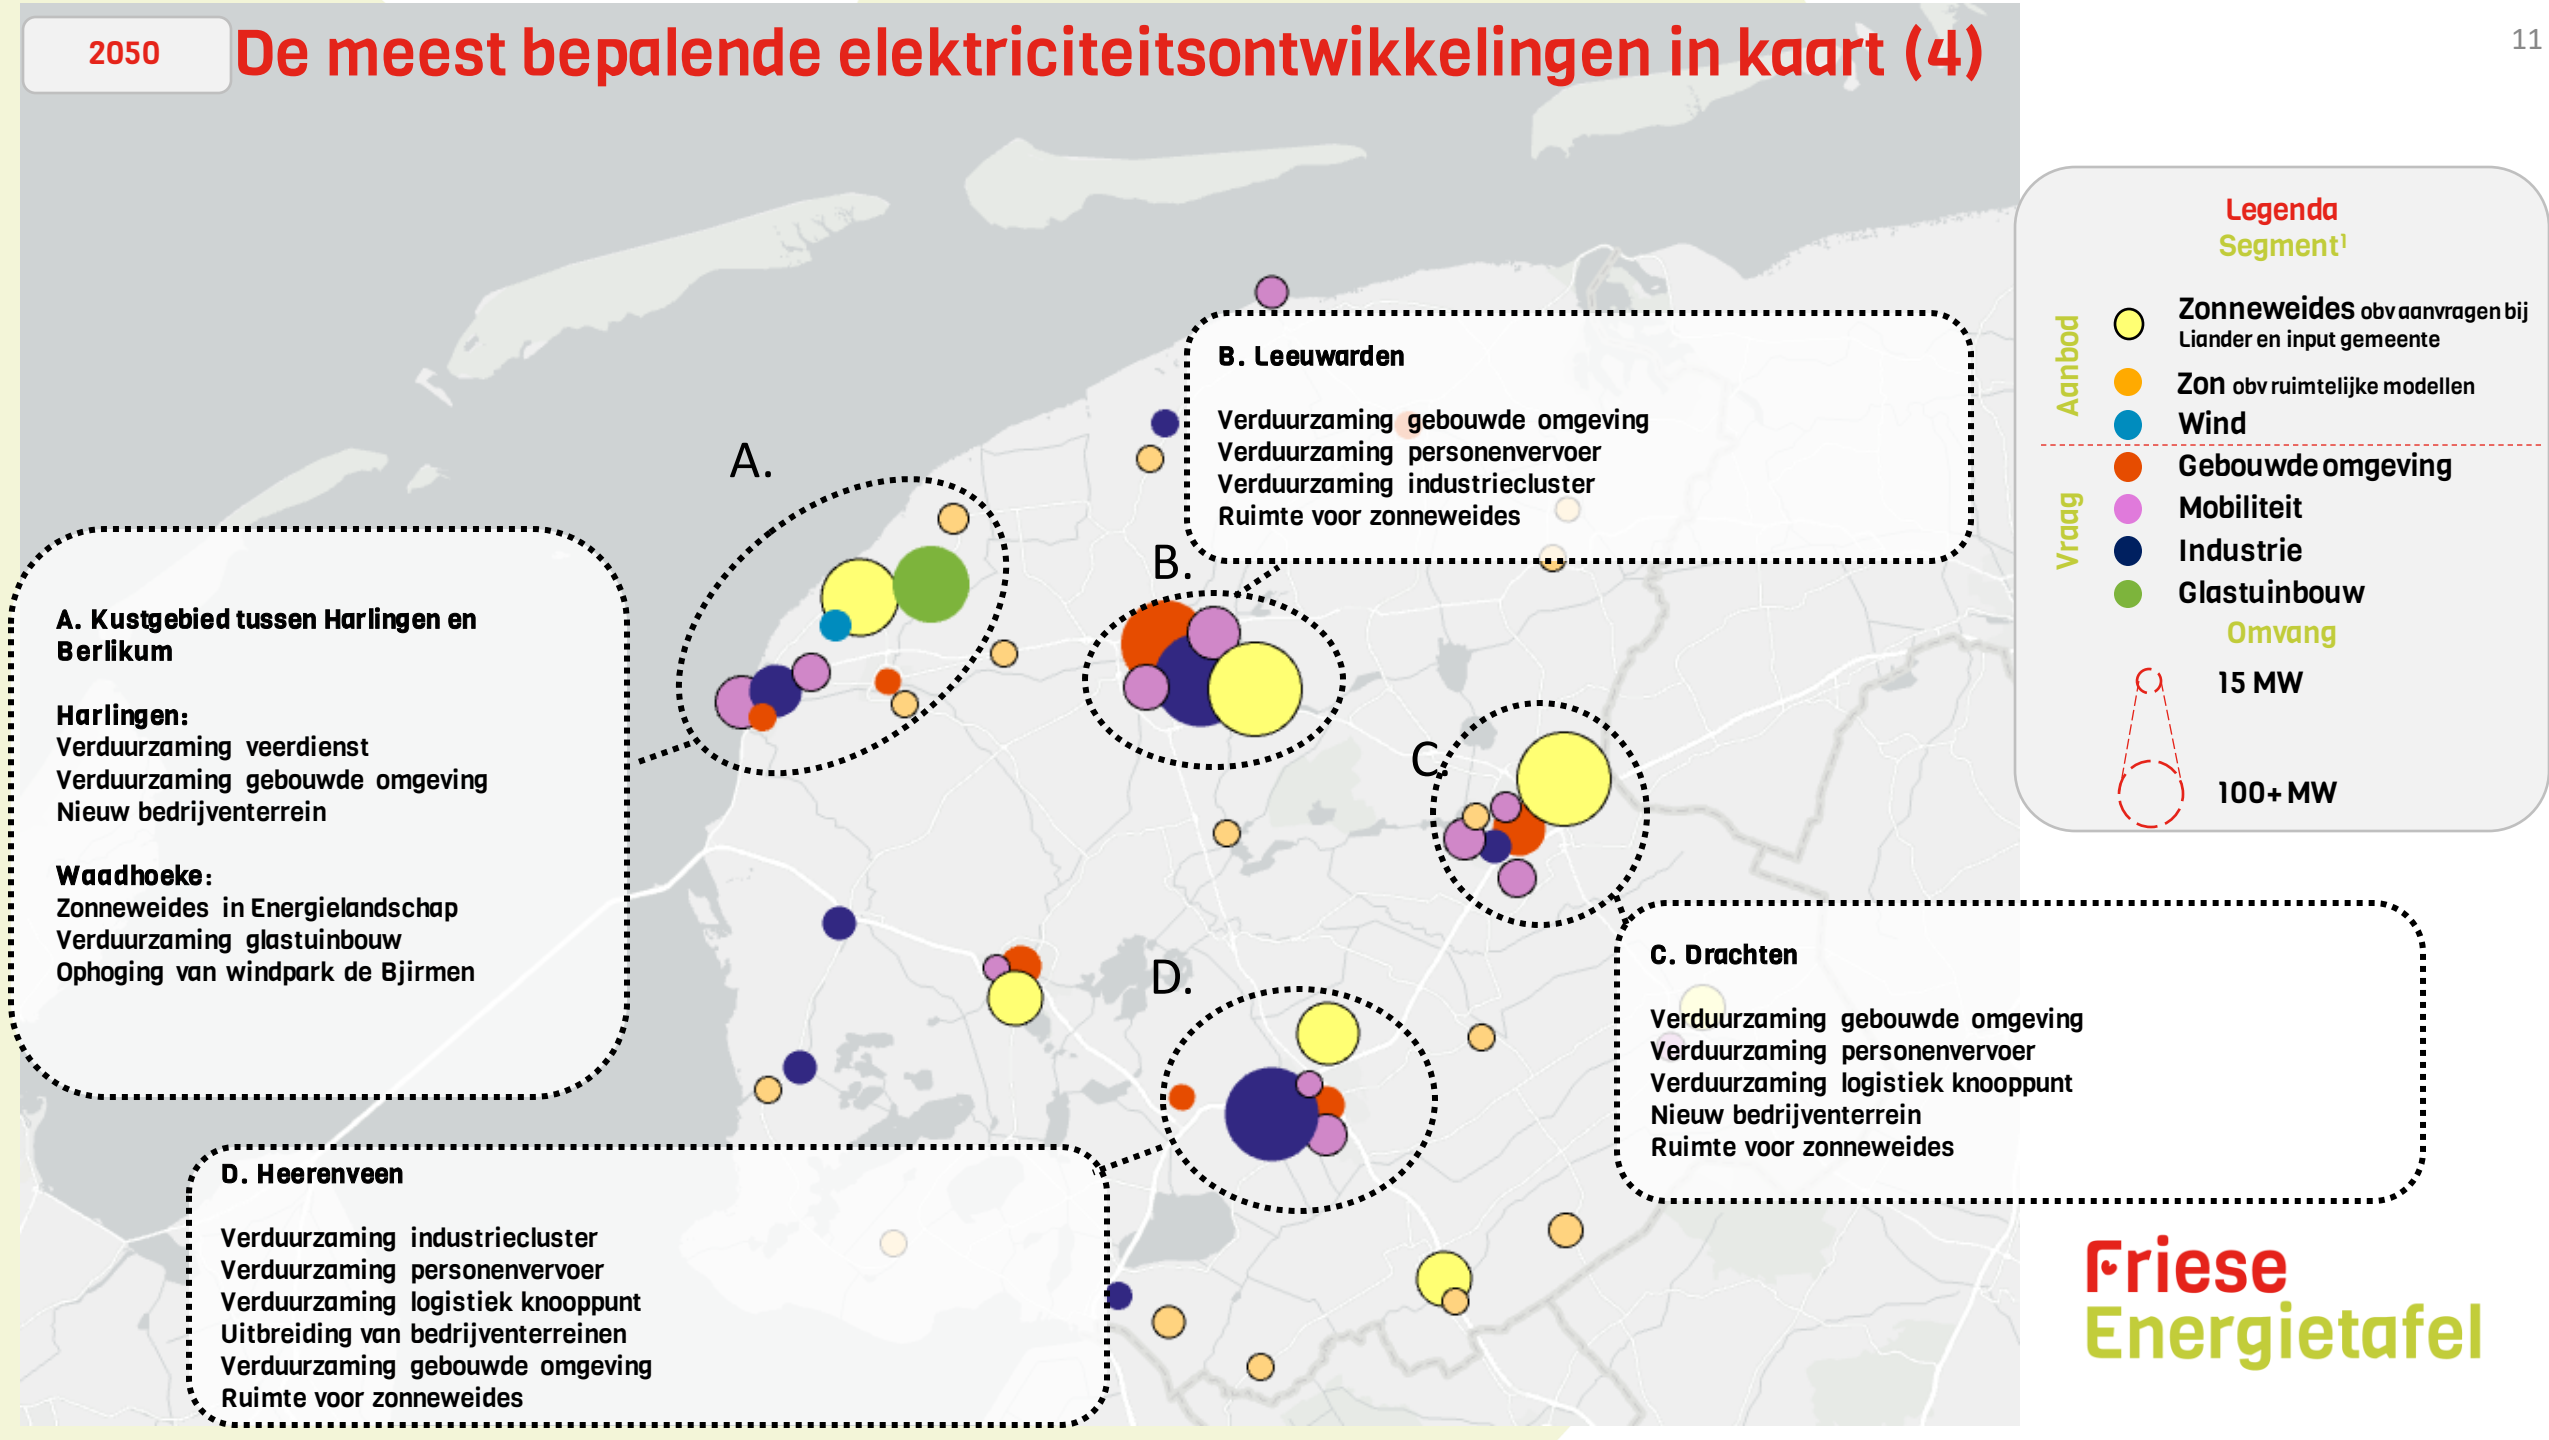 2050
De meest bepalende elektriciteitsontwikkelingen in kaart (4)
11
A.
B.
C.
D.
A. Kustgebied tussen Harlingen en
Berlikum
Harlingen:
Verduurzaming veerdienst
Verduurzaming gebouwde omgeving
Nieuw bedrijventerrein
Waadhoeke:
Zonneweides in Energielandschap
Verduurzaming glastuinbouw
Ophoging van windpark de Bjirmen
B. Leeuwarden
Verduurzaming gebouwde omgeving
Verduurzaming personenvervoer
Verduurzaming industriecluster
Ruimte voor zonneweides
C. Drachten
Verduurzaming gebouwde omgeving
Verduurzaming personenvervoer
Verduurzaming logistiek knooppunt
Nieuw bedrijventerrein
Ruimte voor zonneweides
D. Heerenveen
Verduurzaming industriecluster
Verduurzaming personenvervoer
Verduurzaming logistiek knooppunt
Uitbreiding van bedrijventerreinen
Verduurzaming gebouwde omgeving
Ruimte voor zonneweides
Legenda
Segment¹
Aanbod
Zonneweides obv aanvragen bij
Liander en input gemeente
Zon obv ruimtelijke modellen
Wind
Vraag
Gebouwde omgeving
Mobiliteit
Industrie
Glastuinbouw
Omvang
15 MW
100+ MW
Friese
Energietafel